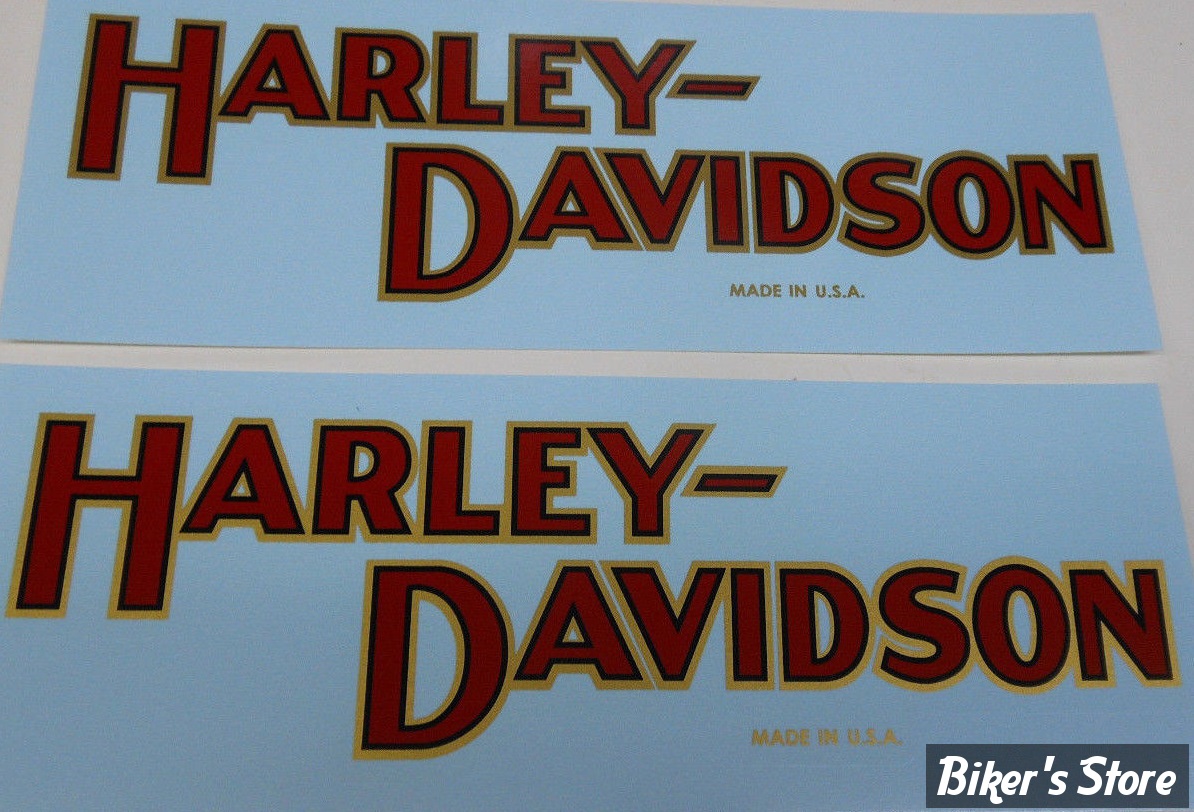 HARLEY-
DAVIDSON
MADE IN U.S.A.
HARLEY-
DAVIDSON
MADE IN U.S.A.
Biker's Store